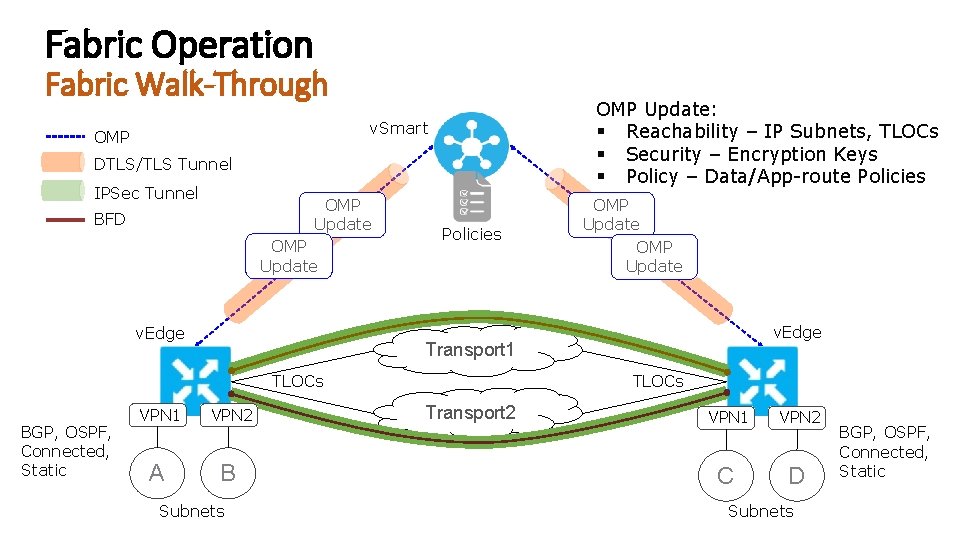 Fabric Operation
Fabric Walk-Through
OMP
DTLS/TLS Tunnel
IPSec Tunnel
BFD
v.Smart
OMP Update:
▪ Reachability – IP Subnets, TLOCs
▪ Security – Encryption Keys
▪ Policy – Data/App-route Policies
OMP
Update
OMP
Update
Policies
OMP
Update
OMP
Update
v.Edge
v.Edge
Transport1
TLOCs
TLOCs
Transport2
VPN1
VPN2
VPN1
VPN2
BGP, OSPF,
Connected,
Static
A
B
C
D
BGP, OSPF,
Connected,
Static
Subnets
Subnets